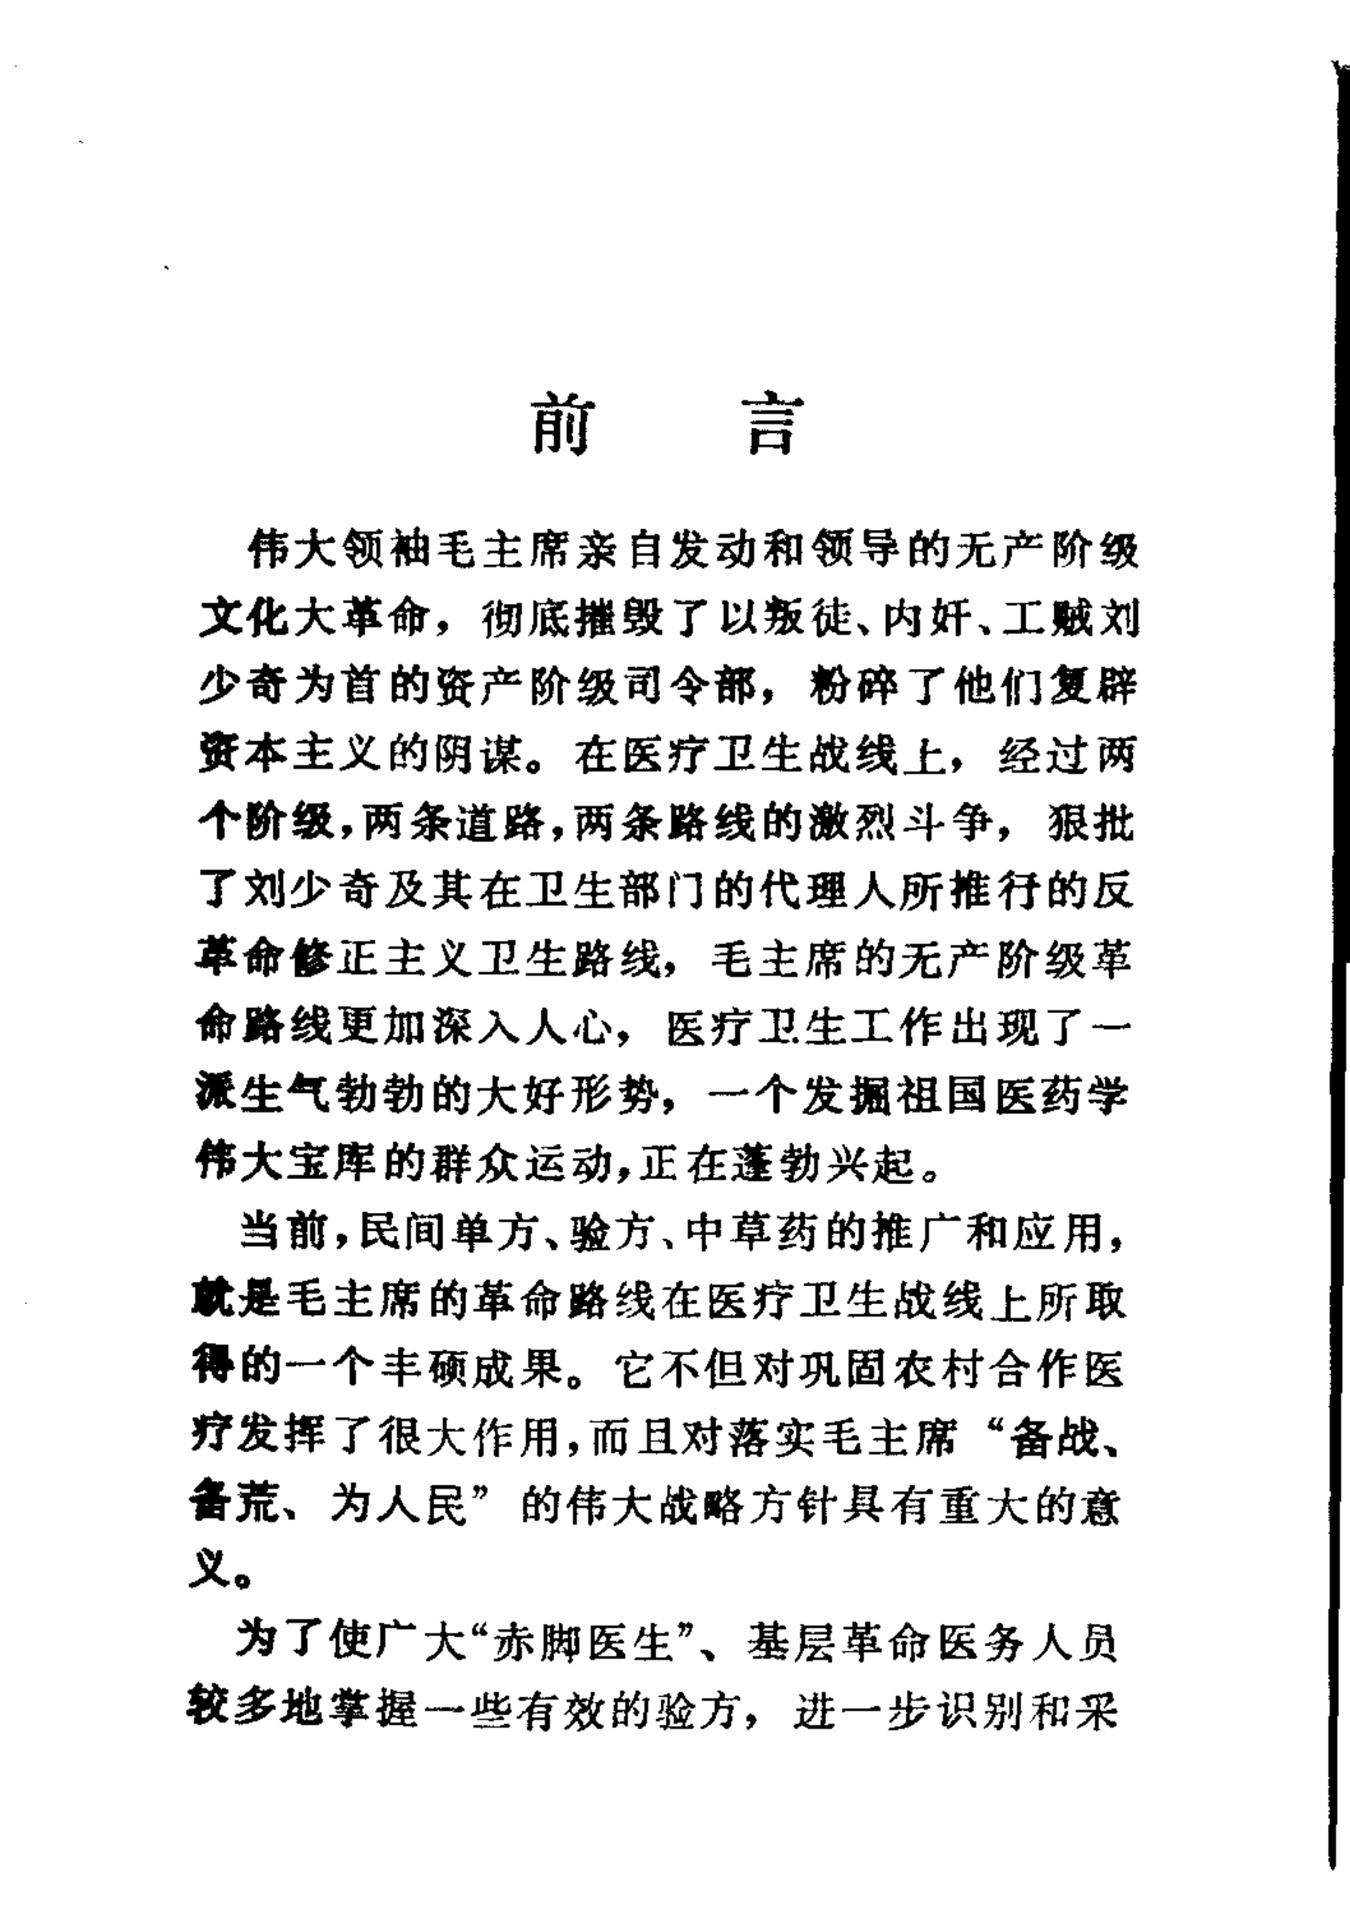 前 言
伟大领袖毛主席亲自发动和领导的无产阶级
文化大革命，彻底摧毁了以叛徒、内奸、工贼刘
少奇为首的资产阶级司令部，粉碎了他们复辟
资本主义的阴谋。在医疗卫生战线上，经过两
个阶级，两条道路，两条路线的激烈斗争，狠批
了刘少奇及其在卫生部门的代理人所推行的反
革命修正主义卫生路线，毛主席的无产阶级革
命路线更加深入人心，医疗卫生工作出现了一
派生气勃勃的大好形势，一个发掘祖国医药学
伟大宝库的群众运动，正在蓬勃兴起。
当前，民间单方、验方、中草药的推广和应用，
就是毛主席的革命路线在医疗卫生战线上所取
得的一个丰硕成果。它不但对巩固农村合作医
疗发挥了很大作用，而且对落实毛主席“备战、
备荒、为人民”的伟大战略方针具有重大的意
义。
为了使广大“赤脚医生”、基层革命医务人员
较多地掌握一些有效的验方，进一步识别和采